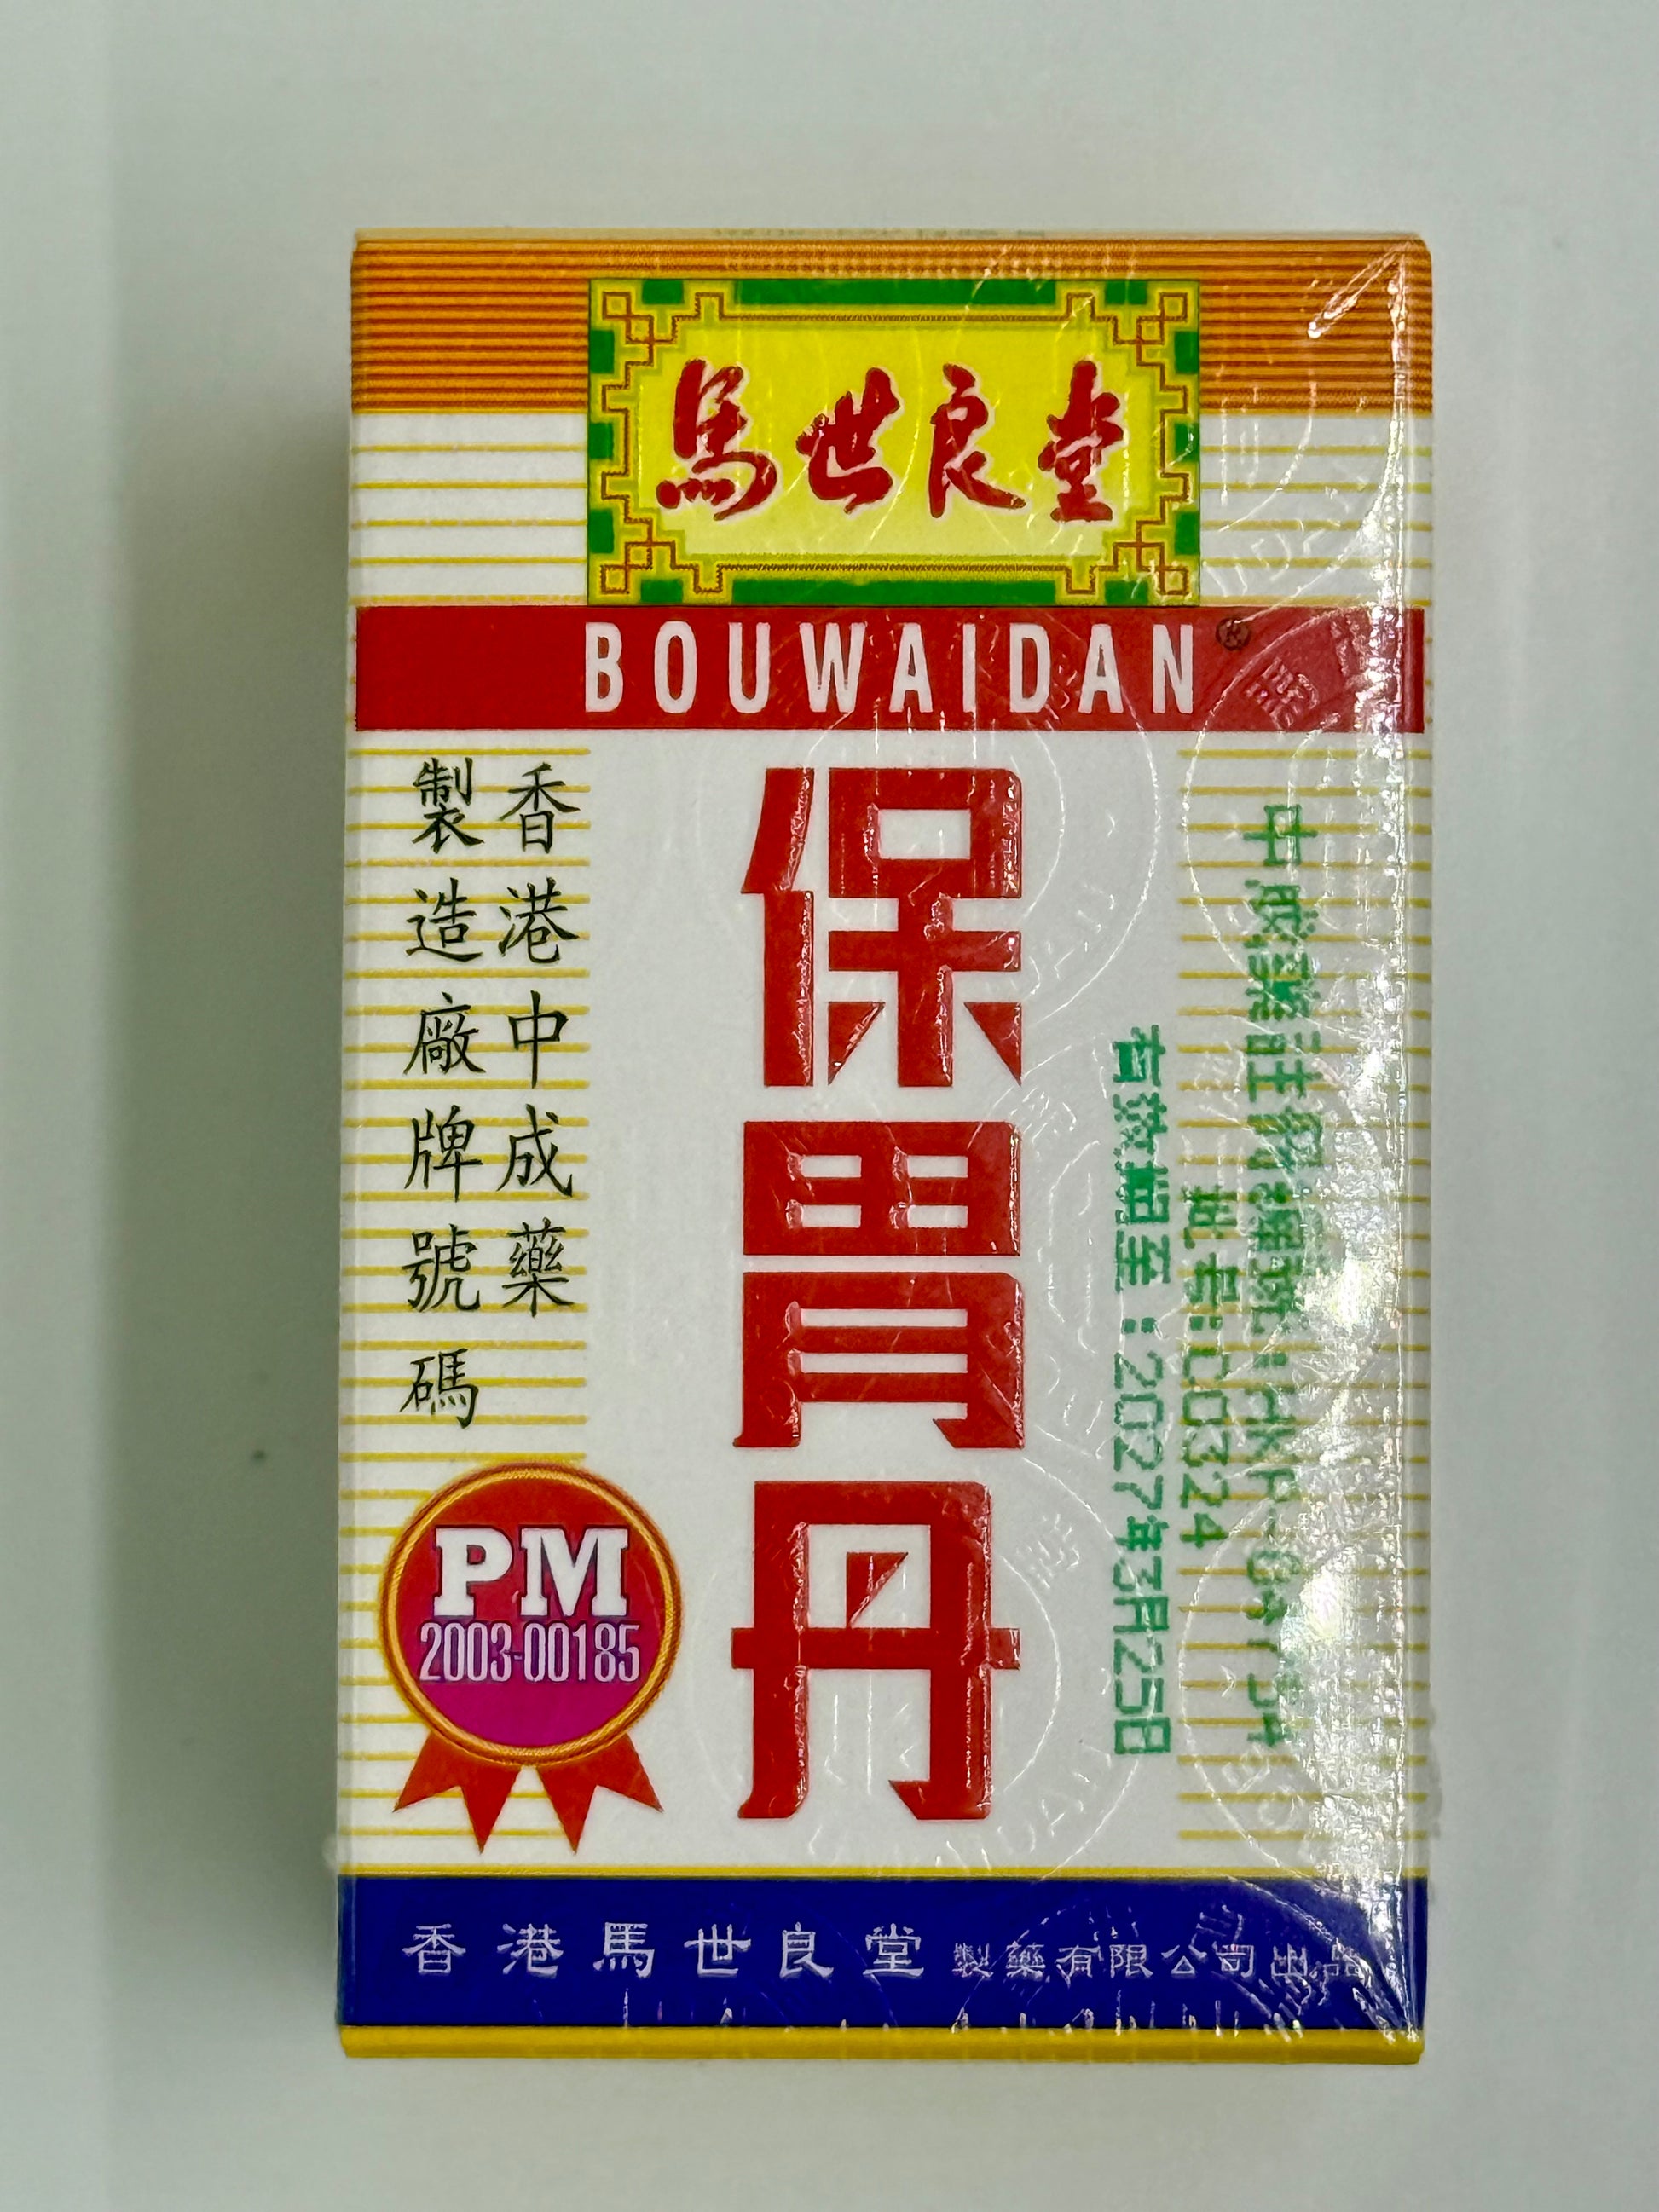 馬世良堂
BOUWAIDAN®
香港中成藥
製造廠牌號碼
保胃丹
中成藥註冊編號：HKP-04754
批号:C0324
有效期至：2027年3月25日
PM
2003-00185
香港馬世良堂製藥有限公司出品